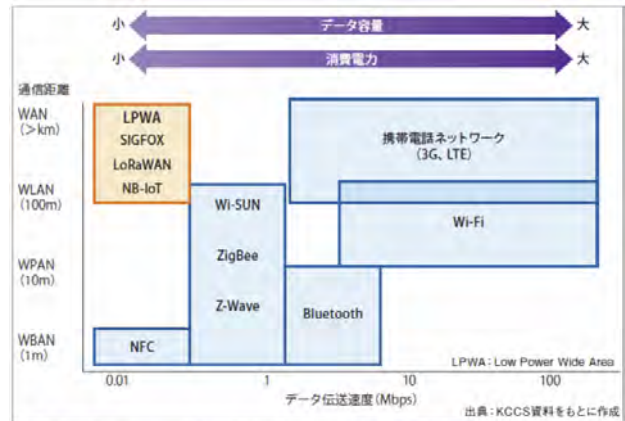 小 データ容量 大
小 消費電力 大
通信距離
WAN
(>km)
WLAN
(100m)
WPAN
(10m)
WBAN
(1m)
LPWA
SIGFOX
LoRaWAN
NB-IoT
携帯電話ネットワーク
(3G、LTE)
Wi-SUN
ZigBee
Z-Wave
Wi-Fi
Bluetooth
NFC
LPWA：Low Power Wide Area
0.01 1 10 100
データ伝送速度(Mbps)
出典：KCCS資料をもとに作成